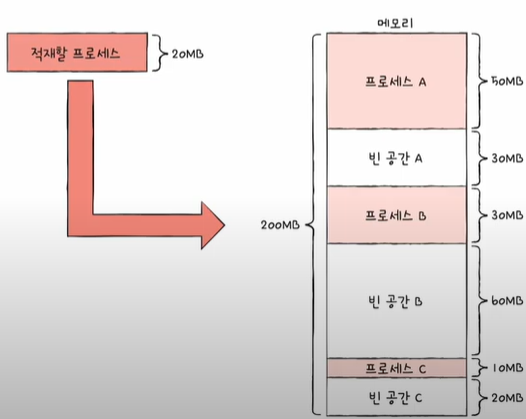 메모리
적재할 프로세스
20MB
프로세스 A
50MB
빈 공간 A
30MB
프로세스 B
30MB
200MB
빈 공간 B
60MB
프로세스 C
10MB
빈 공간 C
20MB